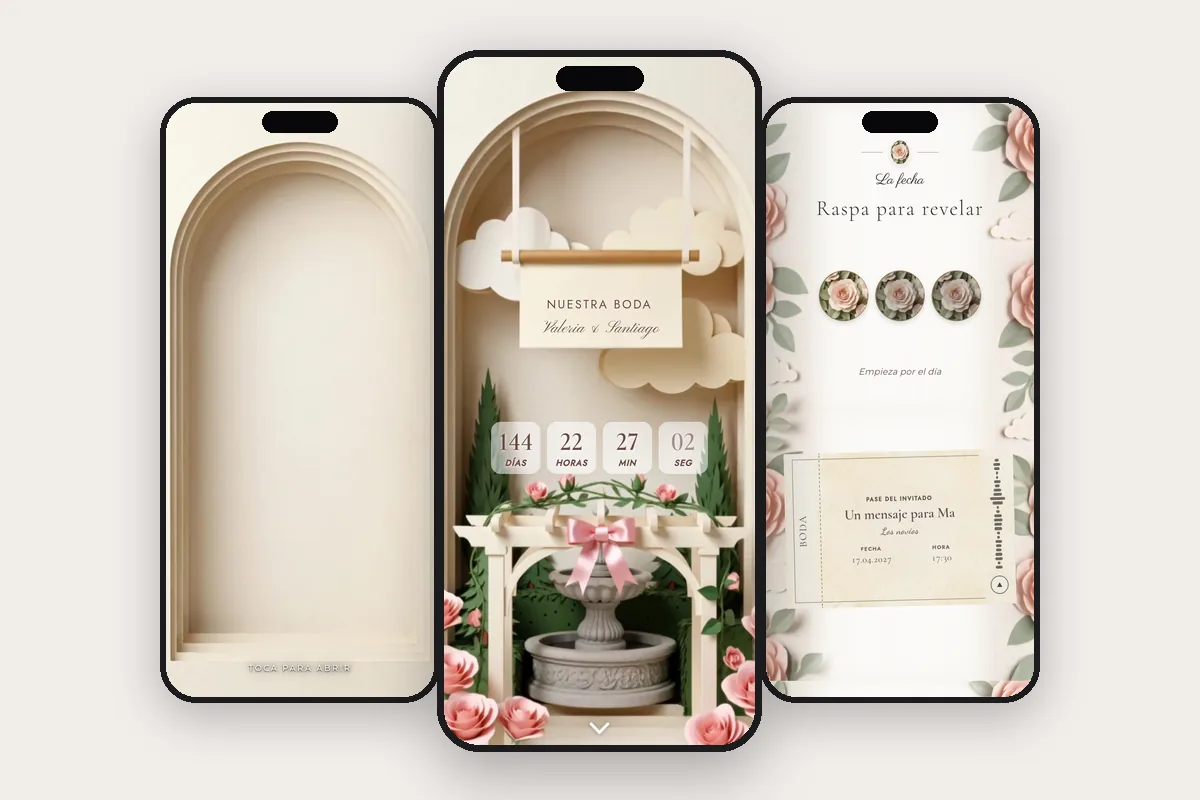 TOCA PARA ABRIR
NUESTRA BODA
Valeria & Santiago
144
DÍAS
22
HORAS
27
MIN
02
SEG
La fecha
Raspa para revelar
Empieza por el día
BODA
PASE DEL INVITADO
Un mensaje para Ma
Los novios
FECHA
17.04.2027
HORA
17:30